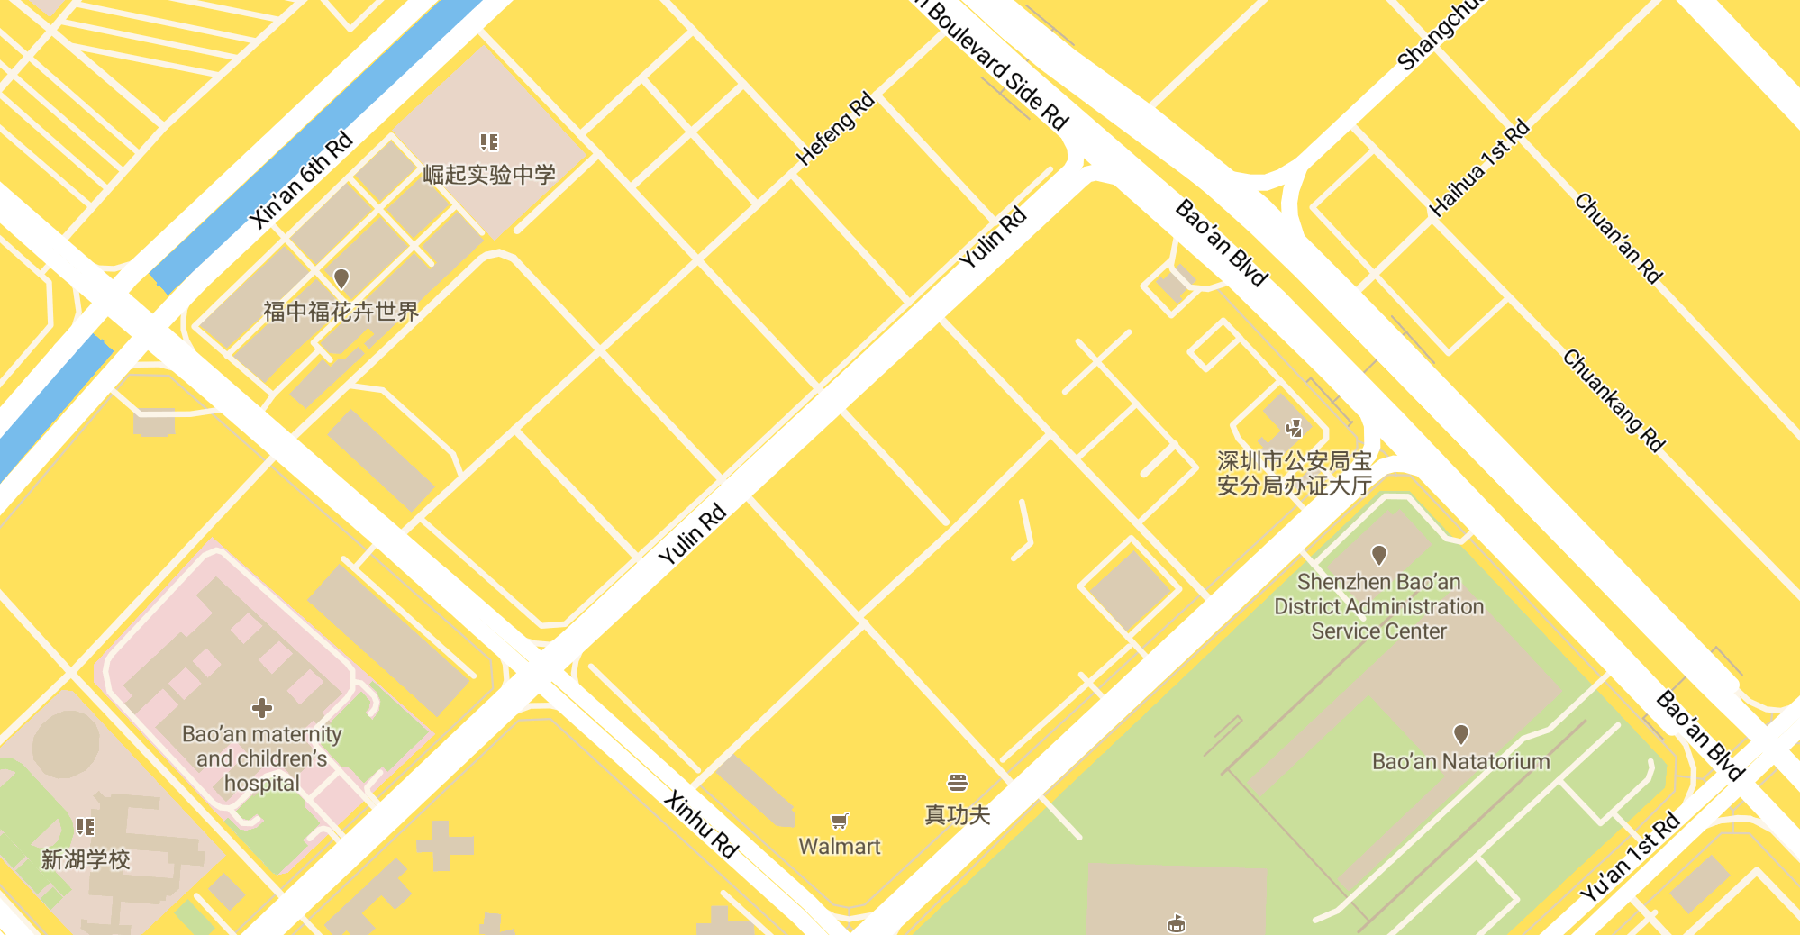 n Boulevard Side Rd
Shangchua
Hefeng Rd
Xin'an 6th Rd
崛起实验中学
Haihua 1st Rd
Chuan'an Rd
Yulin Rd
Bao'an Blvd
福中福花卉世界
Chuankang Rd
深圳市公安局宝
安分局办证大厅
Yulin Rd
Shenzhen Bao'an
District Administration
Service Center
Bao'an maternity
and children's
hospital
Bao'an Blvd
Bao'an Natatorium
Xinhu Rd
真功夫
Walmart
新湖学校
Yu'an 1st Rd